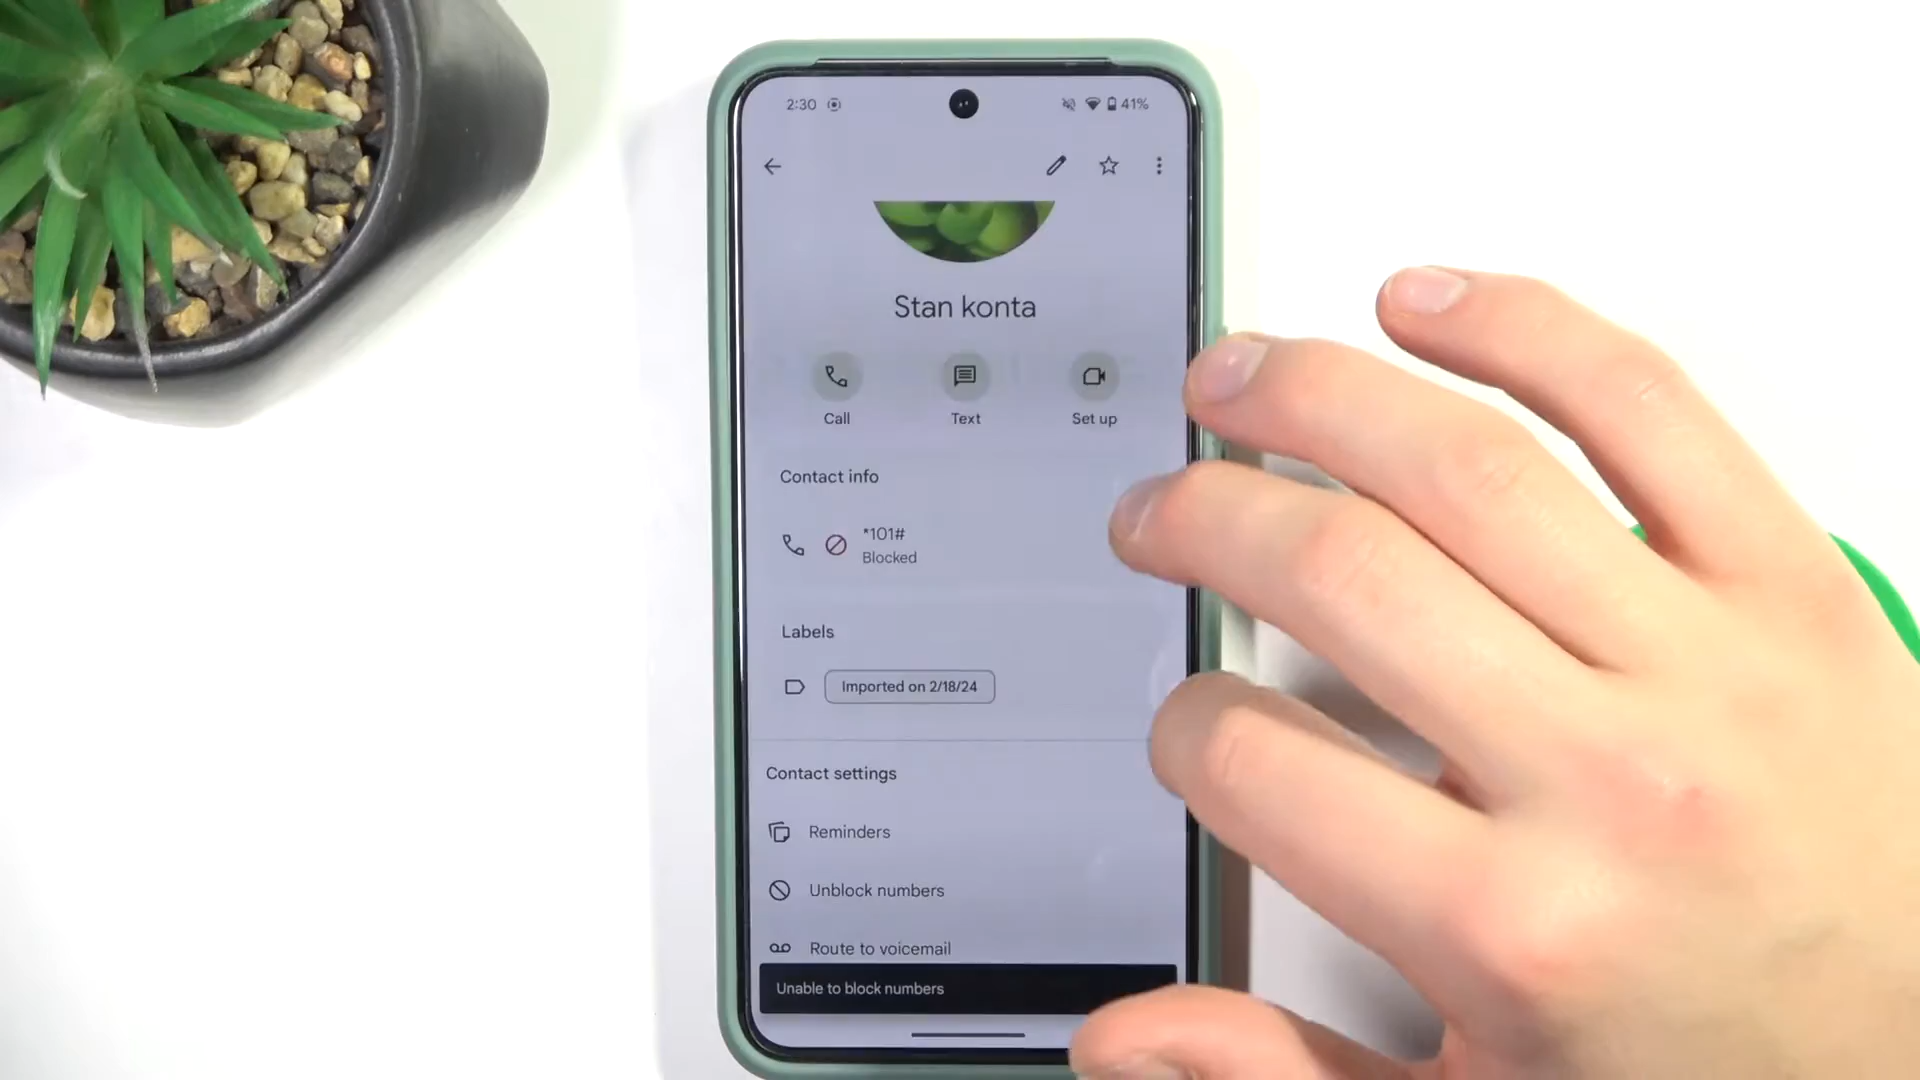 2:30 41%
Stan konta
Call Text Set up
Contact info
*101#
Blocked
Labels
Imported on 2/18/24
Contact settings
Reminders
Unblock numbers
Route to voicemail
Unable to block numbers